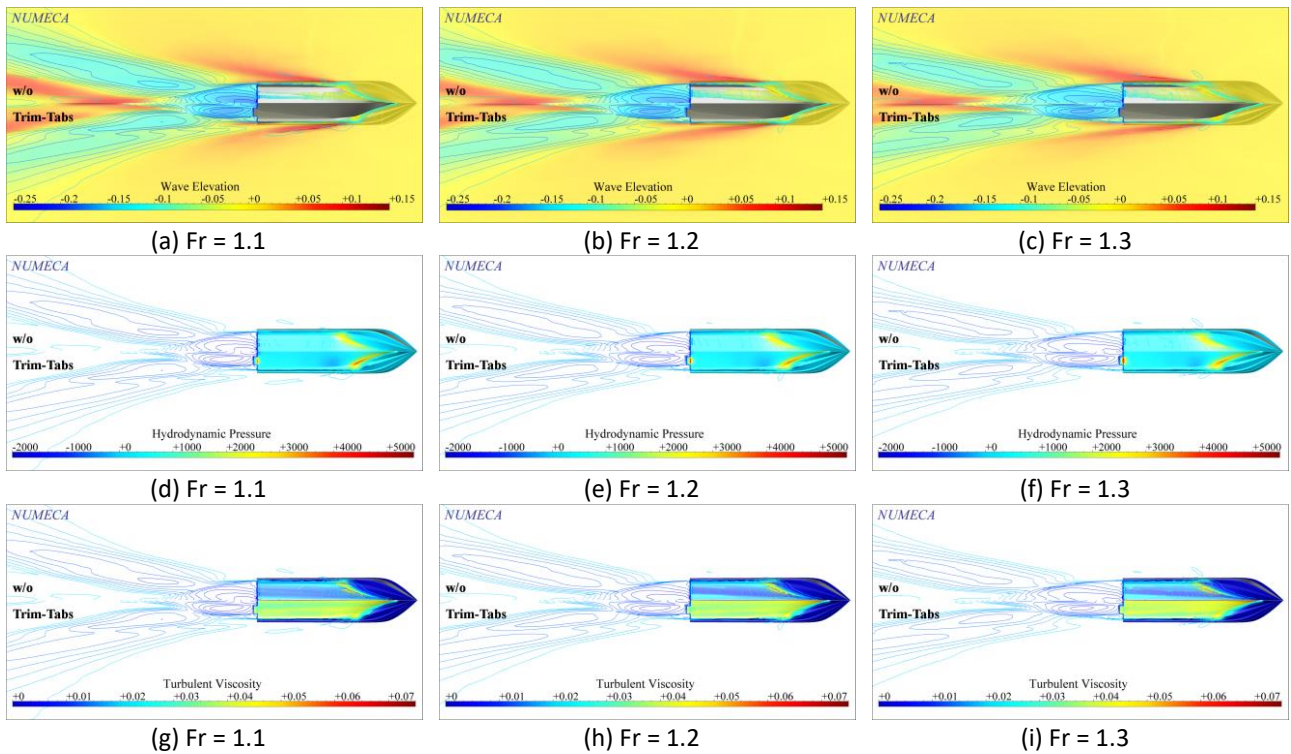 NUMECA NUMECA NUMECA
w/o w/o w/o
Trim-Tabs Trim-Tabs Trim-Tabs
Wave Elevation Wave Elevation Wave Elevation
-0.25 -0.2 -0.15 -0.1 -0.05 +0 +0.05 +0.1 +0.15 -0.25 -0.2 -0.15 -0.1 -0.05 +0 +0.05 +0.1 +0.15 -0.25 -0.2 -0.15 -0.1 -0.05 +0 +0.05 +0.1 +0.15
(a) Fr = 1.1 (b) Fr = 1.2 (c) Fr = 1.3
NUMECA NUMECA NUMECA
w/o w/o w/o
Trim-Tabs Trim-Tabs Trim-Tabs
Hydrodynamic Pressure Hydrodynamic Pressure Hydrodynamic Pressure
-2000 -1000 +0 +1000 +2000 +3000 +4000 +5000 -2000 -1000 +0 +1000 +2000 +3000 +4000 +5000 -2000 -1000 +0 +1000 +2000 +3000 +4000 +5000
(d) Fr = 1.1 (e) Fr = 1.2 (f) Fr = 1.3
NUMECA NUMECA NUMECA
w/o w/o w/o
Trim-Tabs Trim-Tabs Trim-Tabs
Turbulent Viscosity Turbulent Viscosity Turbulent Viscosity
+0 +0.01 +0.02 +0.03 +0.04 +0.05 +0.06 +0.07 +0 +0.01 +0.02 +0.03 +0.04 +0.05 +0.06 +0.07 +0 +0.01 +0.02 +0.03 +0.04 +0.05 +0.06 +0.07
(g) Fr = 1.1 (h) Fr = 1.2 (i) Fr = 1.3